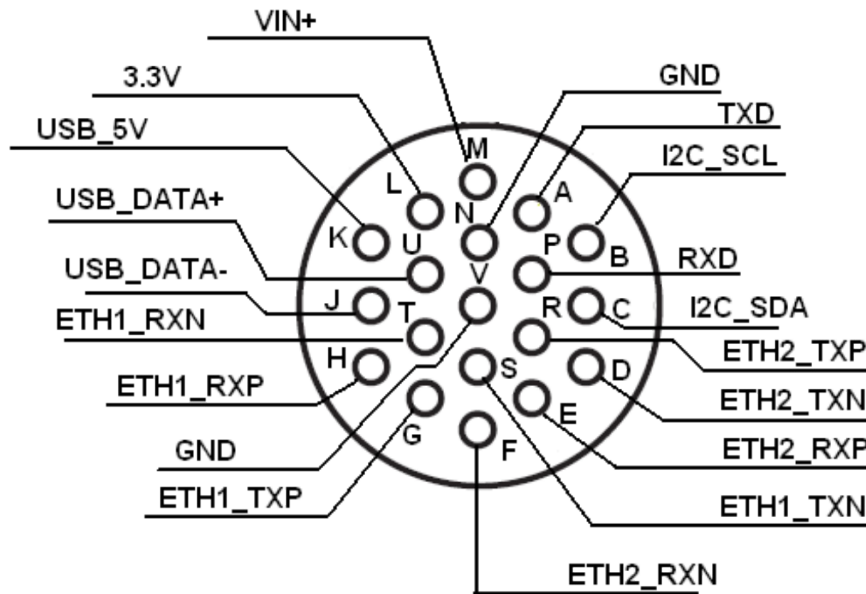 VIN+
3.3V
GND
USB_5V
TXD
M
I2C_SCL
L
A
USB_DATA+
N
K
U
P
B
USB_DATA-
V
RXD
J
ETH1_RXN
T
R
C
I2C_SDA
H
S
D
ETH2_TXP
ETH1_RXP
G
E
ETH2_TXN
GND
F
ETH2_RXP
ETH1_TXP
ETH1_TXN
ETH2_RXN